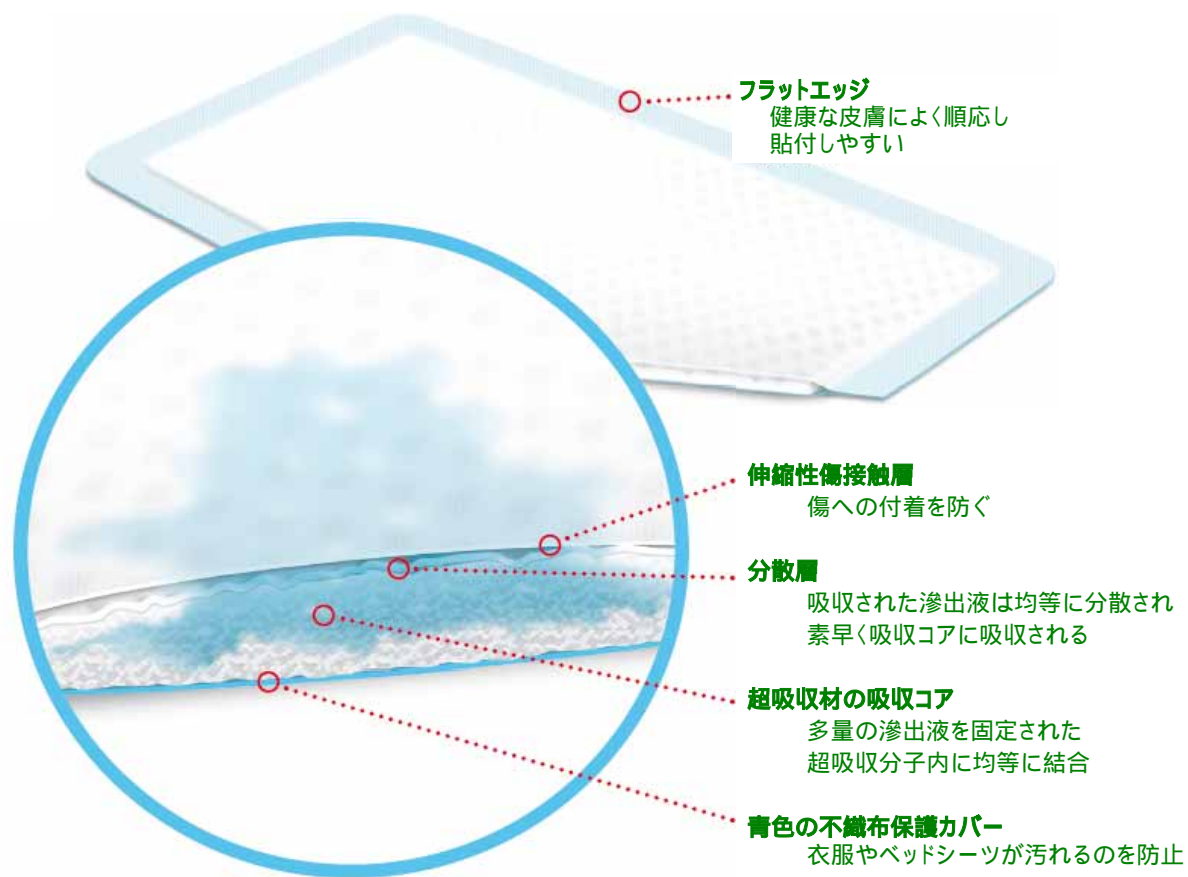 フラットエッジ
健康な皮膚によく順応し
貼付しやすい
伸縮性傷接触層
傷への付着を防ぐ
分散層
吸収された滲出液は均等に分散され
素早く吸収コアに吸収される
超吸収材の吸収コア
多量の滲出液を固定された
超吸収分子内に均等に結合
青色の不織布保護カバー
衣服やベッドシーツが汚れるのを防止